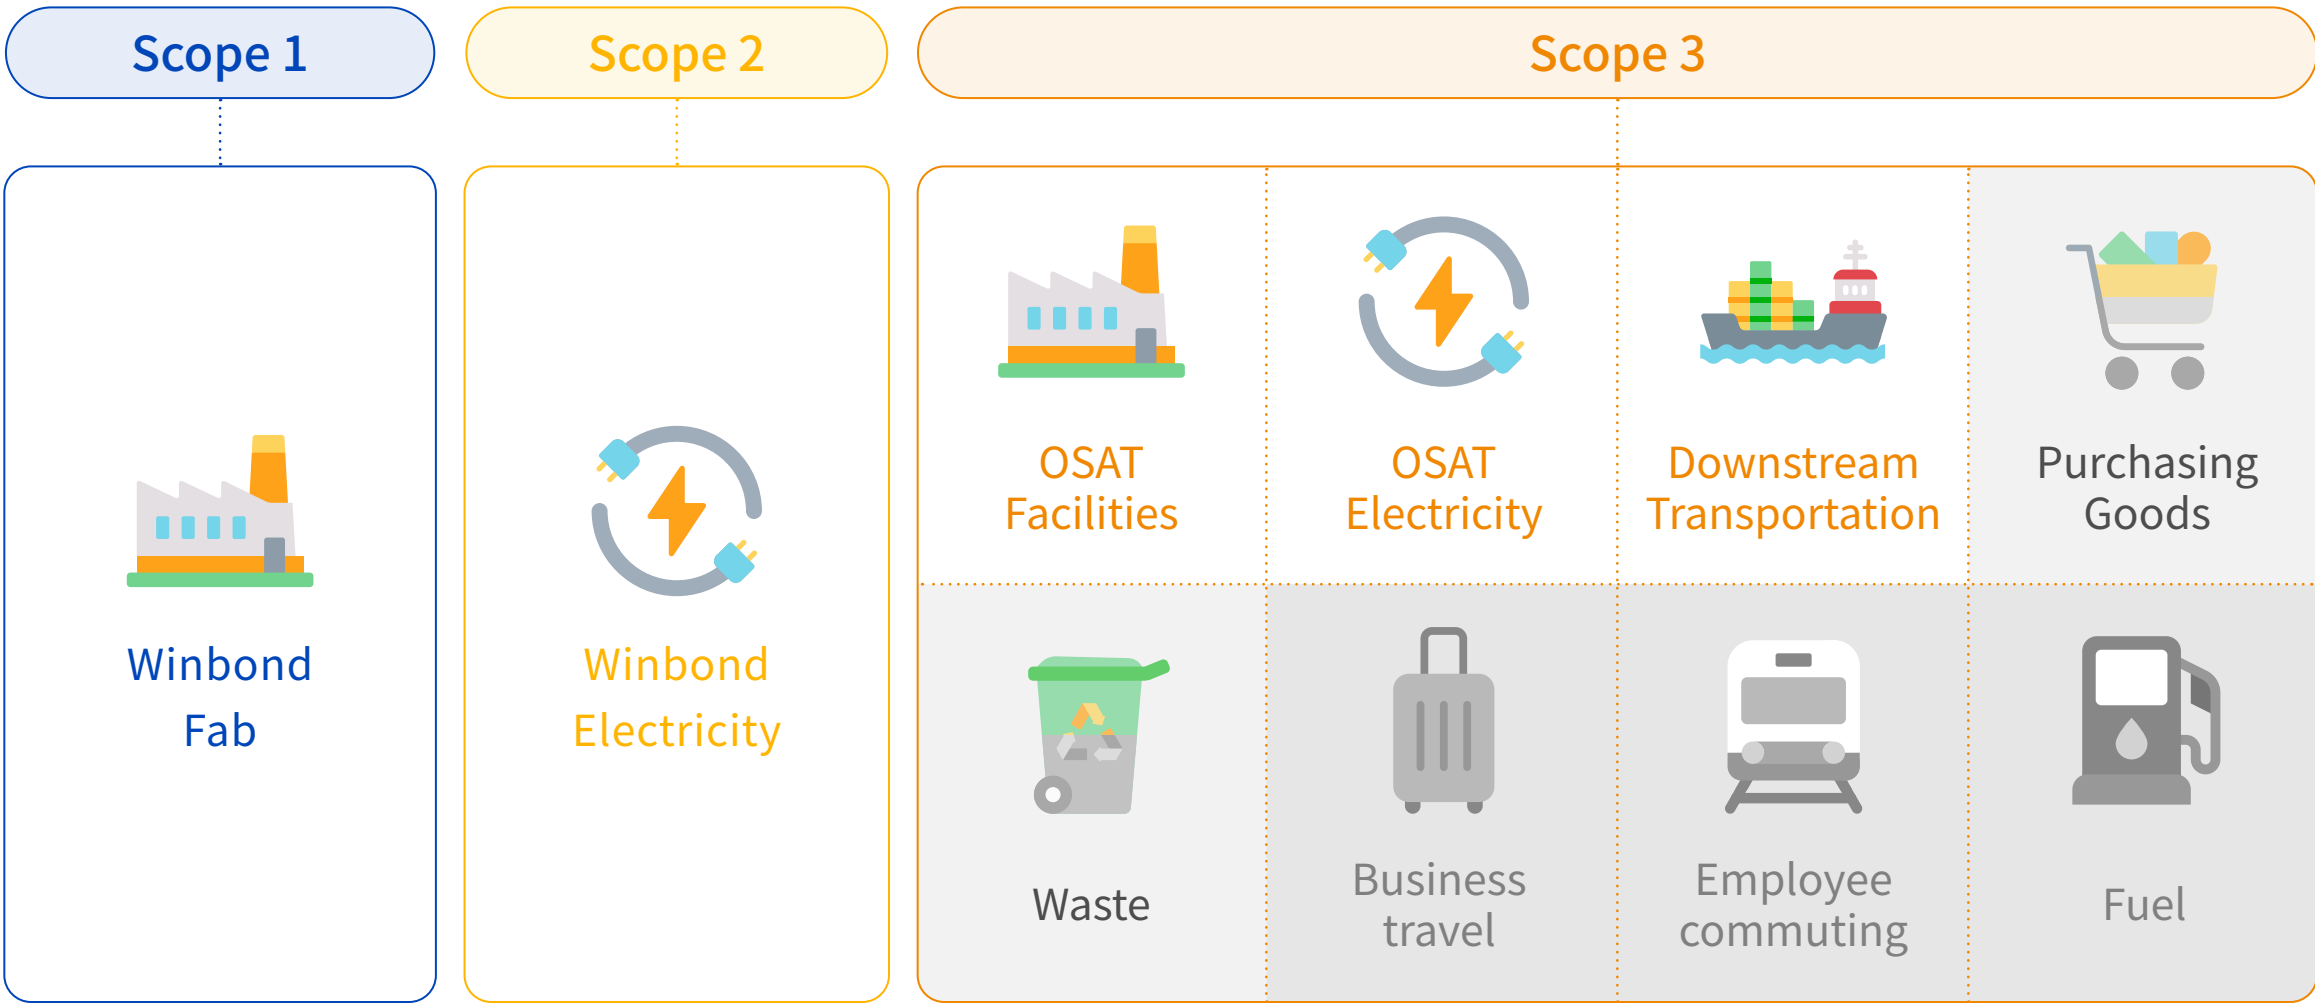 Scope 1
Scope 2
Scope 3
Winbond
Fab
Winbond
Electricity
OSAT
Facilities
OSAT
Electricity
Downstream
Transportation
Purchasing
Goods
Waste
Business
travel
Employee
commuting
Fuel